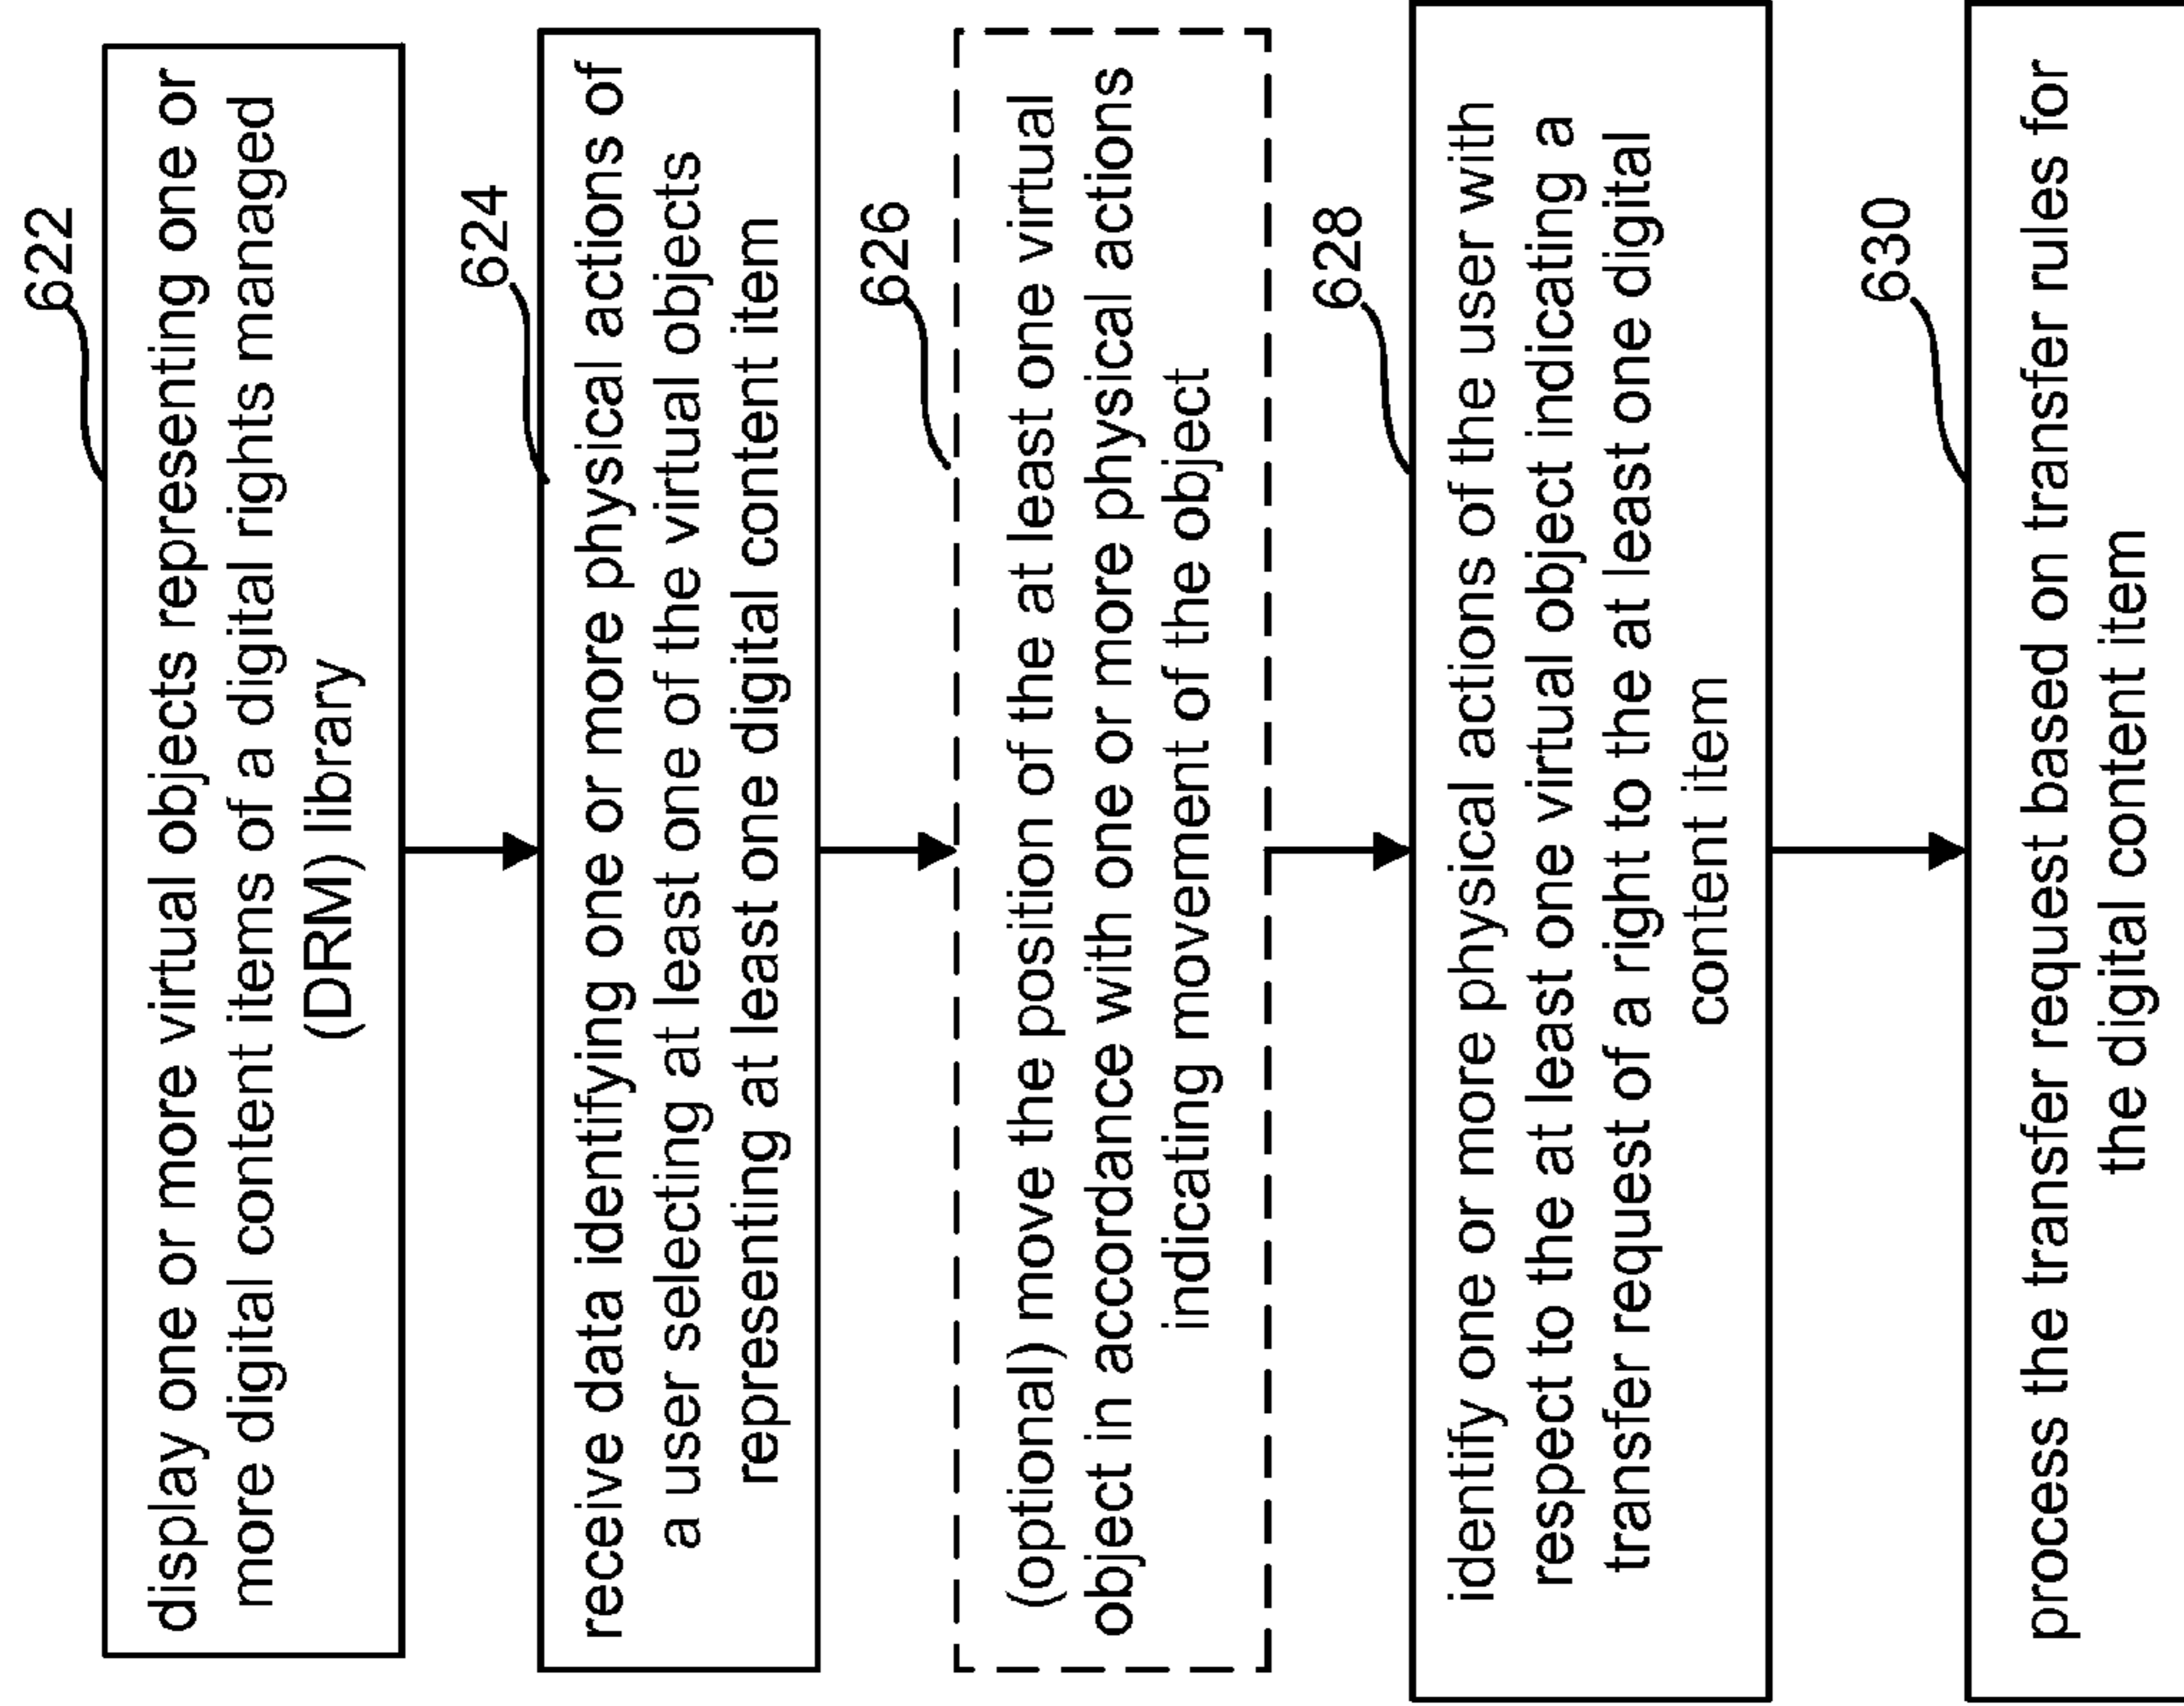 622
display one or more virtual objects representing one or
more digital content items of a digital rights managed
(DRM) library
624
receive data identifying one or more physical actions of
a user selecting at least one of the virtual objects
representing at least one digital content item
626
(optional) move the position of the at least one virtual
object in accordance with one or more physical actions
indicating movement of the object
628
identify one or more physical actions of the user with
respect to the at least one virtual object indicating a
transfer request of a right to the at least one digital
content item
630
process the transfer request based on transfer rules for
the digital content item